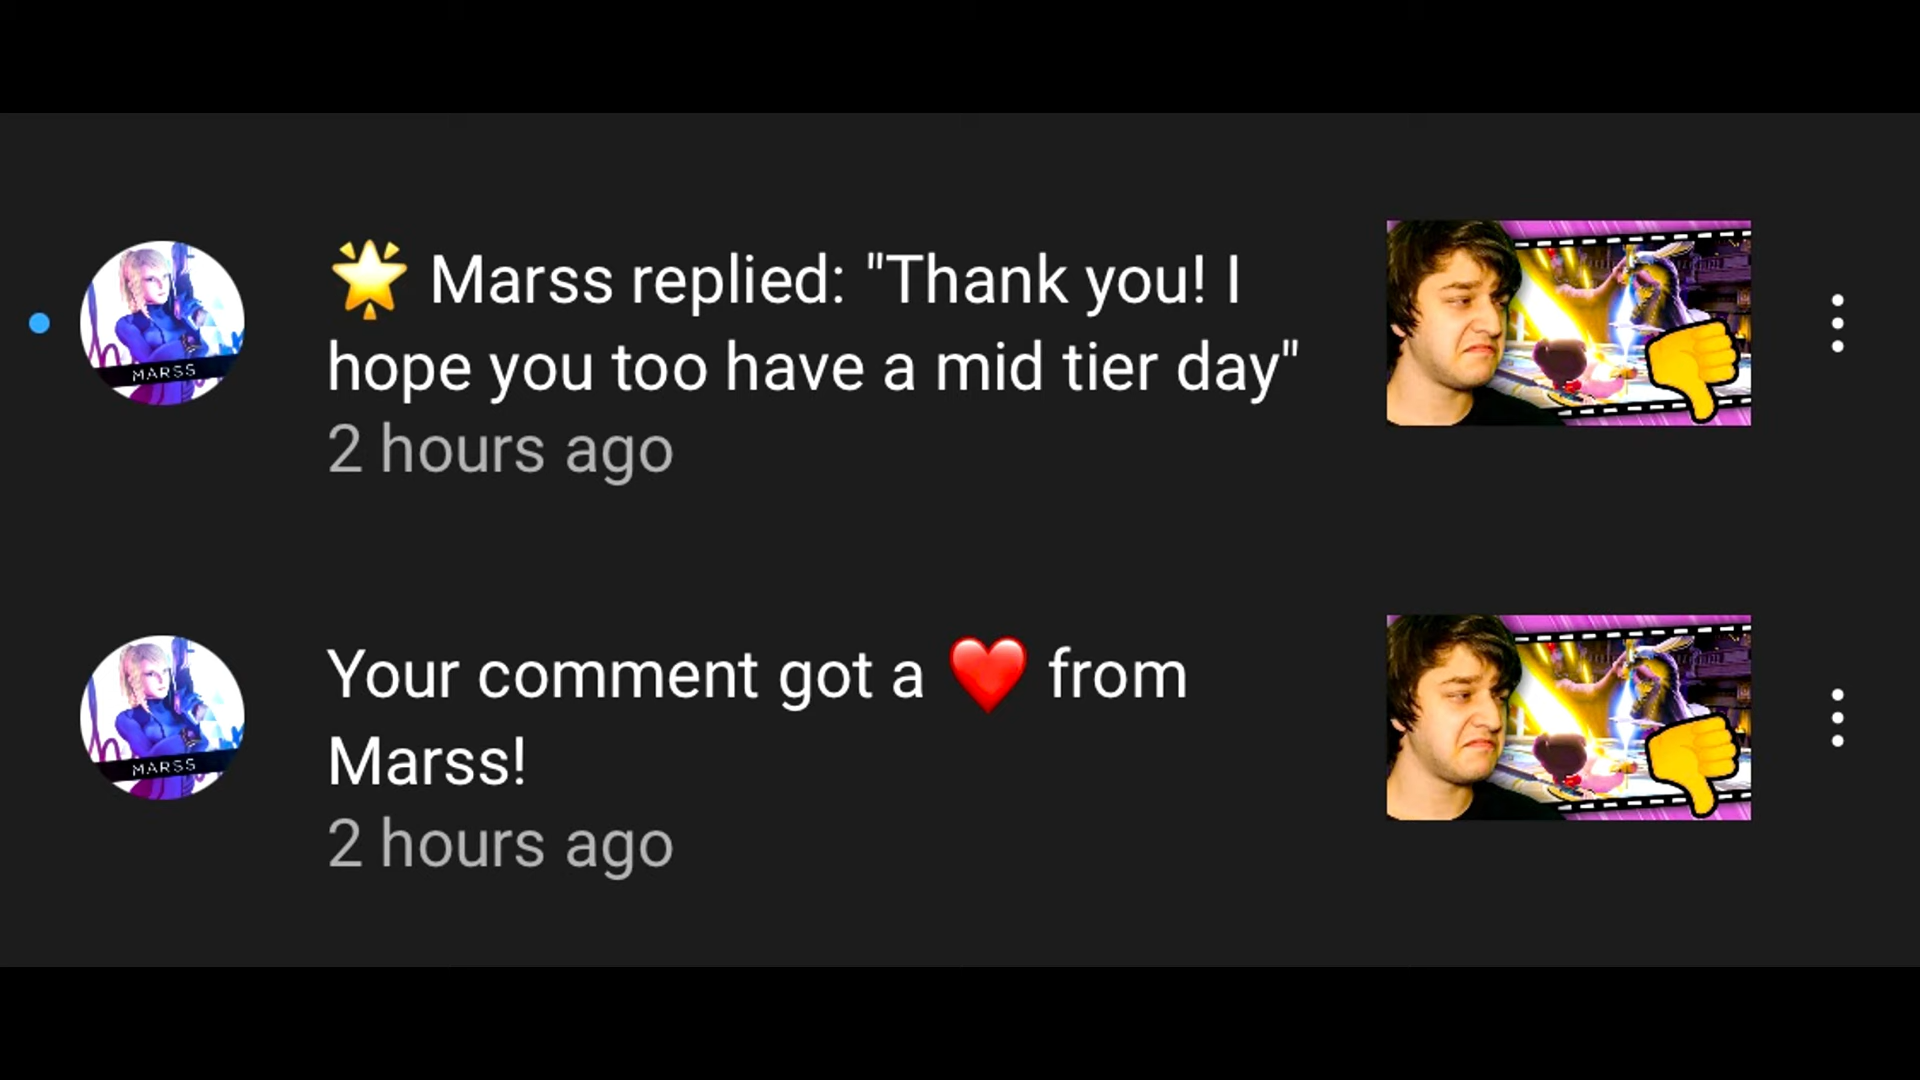 🌟 Marss replied: "Thank you! I
hope you too have a mid tier day"
2 hours ago
MARSS
Your comment got a ❤️ from
Marss!
2 hours ago
MARSS